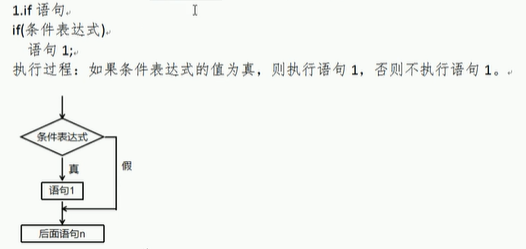 1.if 语句
if(条件表达式)
语句 1;
执行过程：如果条件表达式的值为真，则执行语句 1，否则不执行语句 1。
条件表达式
真
假
语句1
后面语句n